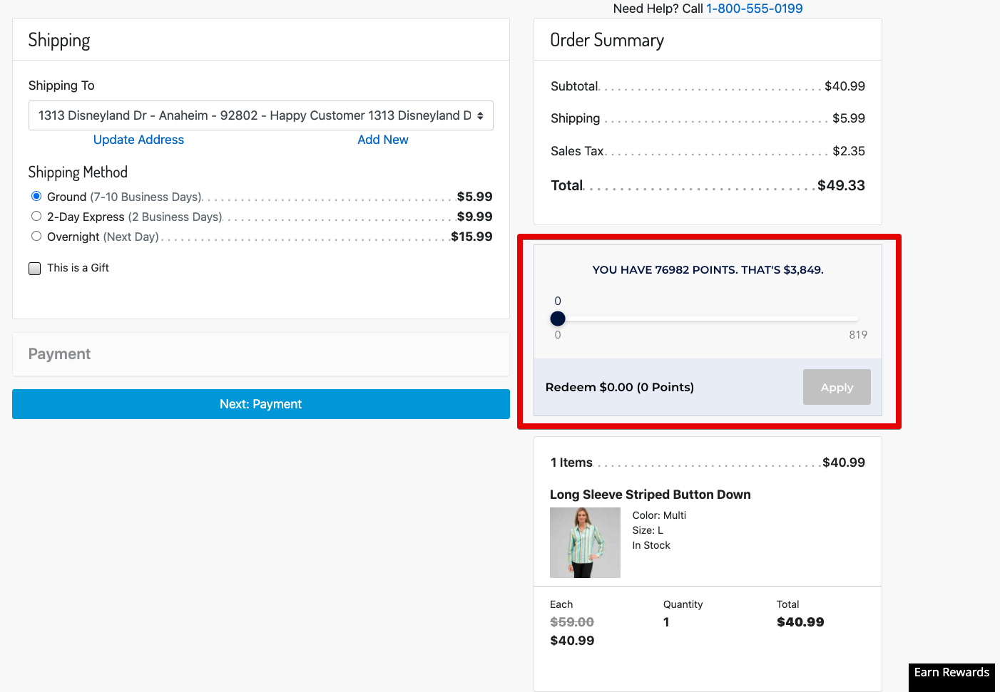 Need Help? Call 1-800-555-0199
Shipping
Shipping To
1313 Disneyland Dr - Anaheim - 92802 - Happy Customer 1313 Disneyland D
Update Address Add New
Shipping Method
Ground (7-10 Business Days) $5.99
2-Day Express (2 Business Days) $9.99
Overnight (Next Day) $15.99
This is a Gift
Payment
Next: Payment
Order Summary
Subtotal $40.99
Shipping $5.99
Sales Tax $2.35
Total $49.33
YOU HAVE 76982 POINTS. THAT'S $3,849.
0
0 819
Redeem $0.00 (0 Points) Apply
1 Items $40.99
Long Sleeve Striped Button Down
Color: Multi
Size: L
In Stock
Each Quantity Total
$59.00 1 $40.99
$40.99
Earn Rewards